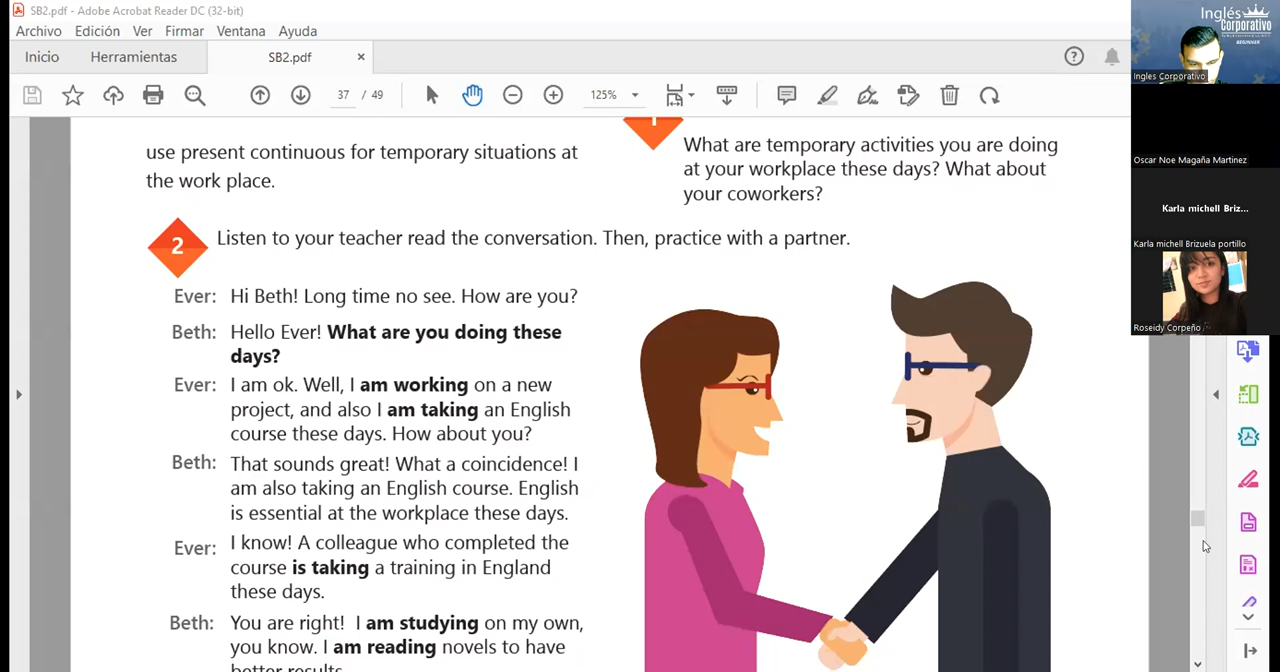 SB2.pdf - Adobe Acrobat Reader DC (32-bit)
Archivo Edición Ver Firmar Ventana Ayuda
Inicio Herramientas SB2.pdf ×
37 / 49 125%
Inglés
Corporativo
BEGINNER
Ingles Corporativo
Oscar Noe Magaña Martinez
Karla michell Briz...
Karla michell Brizuela portillo
Roseidy Corpeño
use present continuous for temporary situations at
the work place.
What are temporary activities you are doing
at your workplace these days? What about
your coworkers?
2 Listen to your teacher read the conversation. Then, practice with a partner.
Ever: Hi Beth! Long time no see. How are you?
Beth: Hello Ever! What are you doing these
days?
Ever: I am ok. Well, I am working on a new
project, and also I am taking an English
course these days. How about you?
Beth: That sounds great! What a coincidence! I
am also taking an English course. English
is essential at the workplace these days.
Ever: I know! A colleague who completed the
course is taking a training in England
these days.
Beth: You are right! I am studying on my own,
you know. I am reading novels to have
better results.